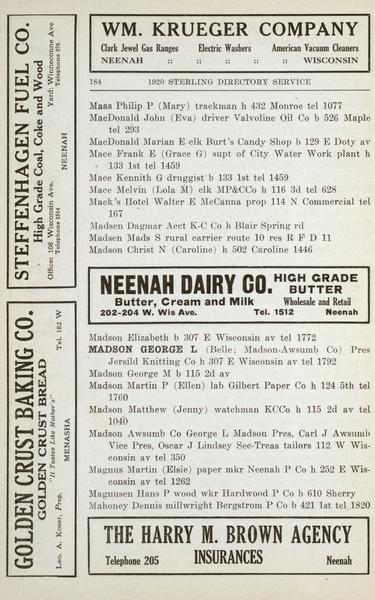 WM. KRUEGER COMPANY
Clark Jewel Gas Ranges Electric Washers American Vacuum Cleaners
NEENAH :: :: :: :: WISCONSIN
184 1920 STERLING DIRECTORY SERVICE
Maas Philip P (Mary) trackman h 432 Monroe tel 1077
MacDonald John (Eva) driver Valvoline Oil Co b 526 Maple
tel 293
MacDonald Marian E clk Burt's Candy Shop b 129 E Doty av
Mace Frank E (Grace G) supt of City Water Work plant h
133 1st tel 1459
Mace Kennith G druggist b 133 1st tel 1459
Mace Melvin (Lola M) clk MP&CCo h 116 3d tel 628
Mack's Hotel Walter E McCanna prop 114 N Commercial tel
167
Madsen Dagmar Acct K-C Co h Blair Spring rd
Madsen Mads S rural carrier route 10 res R F D 11
Madson Christ N (Caroline) h 502 Caroline 1446
NEENAH DAIRY CO. HIGH GRADE
BUTTER
Butter, Cream and Milk Wholesale and Retail
202-204 W. Wis Ave. Tel. 1512 Neenah
Madson Elizabeth b 307 E Wisconsin av tel 1772
MADSON GEORGE L (Belle; Madson-Awsumb Co) Pres
Jersild Knitting Co h 307 E Wisconsin av tel 1792
Madson George M b 115 2d av
Madson Martin P (Ellen) lab Gilbert Paper Co h 124 5th tel
1760
Madson Matthew (Jenny) watchman KCCo h 115 2d av tel
1040
Madson Awsumb Co George L Madson Pres, Carl J Awsumb
Vice Pres, Oscar J Lindsey See-Treas tailors 112 W Wis-
consin av tel 350
Magnus Martin (Elsie) paper mkr Neenah P Co h 252 E Wis-
consin av tel 1262
Magnusen Hans P wood wkr Hardwood P Co b 610 Sherry
Mahoney Dennis millwright Bergstrom P Co b 421 1st tel 1820
THE HARRY M. BROWN AGENCY
Telephone 205 INSURANCES Neenah
STEFFENHAGEN FUEL CO.
High Grade Coal, Coke and Wood
Office: 108 Wisconsin Ave. Yard: Winneconne Ave
Telephone 1514 Telephone 376
NEENAH
GOLDEN CRUST BAKING CO.
GOLDEN CRUST BREAD
"It Tastes Like Mother's"
Leo. A. Koser, Prop. Tel. 182 W
MENASHA